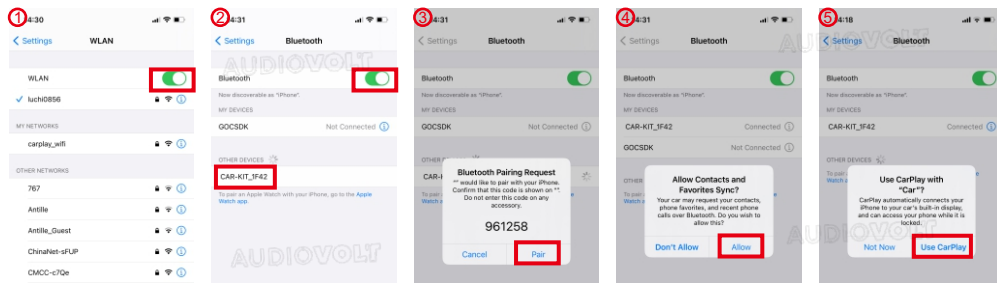 ① 4:30
Settings WLAN
WLAN
luchi0856
MY NETWORKS
carplay_wifi
OTHER NETWORKS
767
Antille
Antille_Guest
ChinaNet-sFUP
CMCC-c7Qe
② 4:31
Settings Bluetooth
AUDIOVOLT
Bluetooth
Now discoverable as "iPhone".
MY DEVICES
GOCSDK Not Connected
OTHER DEVICES
CAR-KIT_1F42
To pair an Apple Watch with your iPhone, go to the Apple
Watch app.
AUDIOVOLT
③ 4:31
Settings Bluetooth
Bluetooth
Now discoverable as "iPhone".
MY DEVICES
GOCSDK Not Connected
Bluetooth Pairing Request
"" would like to pair with your iPhone.
Confirm that this code is shown on "".
Do not enter this code on any
accessory.
961258
Cancel Pair
④ 4:31
Settings Bluetooth
Bluetooth
Now discoverable as "iPhone".
MY DEVICES
CAR-KIT_1F42 Connected
GOCSDK Not Connected
Allow Contacts and
Favorites Sync?
Your car may request your contacts,
phone favorites, and recent phone
calls over Bluetooth. Do you wish to
allow this?
Don't Allow Allow
⑤ 4:18
Settings Bluetooth
AUDIOVOLT
Bluetooth
Now discoverable as "iPhone".
MY DEVICES
CAR-KIT_1F42 Connected
OTHER DEVICES
Use CarPlay with
"Car"?
CarPlay automatically connects your
iPhone to your car's built-in display,
and can access your phone while it is
locked.
Not Now Use CarPlay